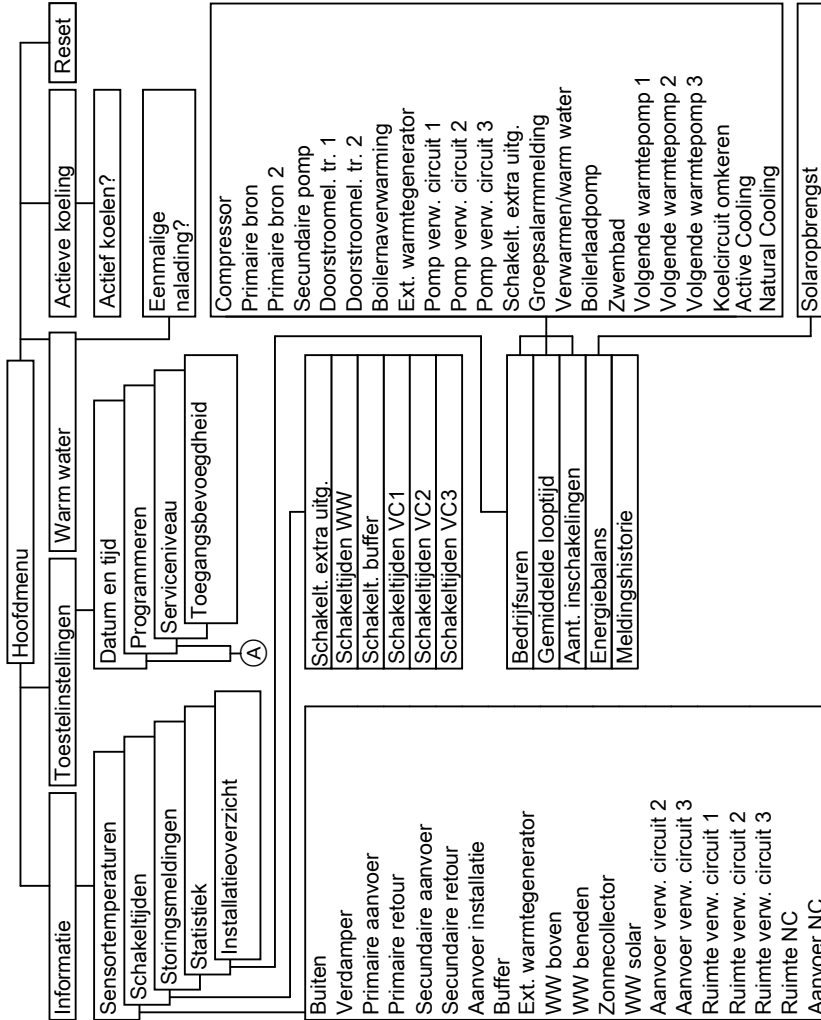 Hoofdmenu
Informatie
Toestelinstellingen
Warm water
Actieve koeling
Reset
Sensortemperaturen
Schakeltijden
Storingsmeldingen
Statistiek
Installatieoverzicht
Datum en tijd
Programmeren
Serviceniveau
Toegangsbevoegdheid
A
Actief koelen?
Eenmalige
nalading?
Schakelt. extra uitg.
Schakeltijden WW
Schakelt. buffer
Schakeltijden VC1
Schakeltijden VC2
Schakeltijden VC3
Bedrijfsuren
Gemiddelde looptijd
Aant. inschakelingen
Energiebalans
Meldingshistorie
Compressor
Primaire bron
Primaire bron 2
Secundaire pomp
Doorstroomel. tr. 1
Doorstroomel. tr. 2
Boilernaverwarming
Ext. warmtegenerator
Pomp verw. circuit 1
Pomp verw. circuit 2
Pomp verw. circuit 3
Schakelt. extra uitg.
Groepsalarmmelding
Verwarmen/warm water
Boilerlaadpomp
Zwembad
Volgende warmtepomp 1
Volgende warmtepomp 2
Volgende warmtepomp 3
Koelcircuit omkeren
Active Cooling
Natural Cooling
Solaropbrengst
Buiten
Verdamper
Primaire aanvoer
Primaire retour
Secundaire aanvoer
Secundaire retour
Aanvoer installatie
Buffer
Ext. warmtegenerator
WW boven
WW beneden
Zonnecollector
WW solar
Aanvoer verw. circuit 2
Aanvoer verw. circuit 3
Ruimte verw. circuit 1
Ruimte verw. circuit 2
Ruimte verw. circuit 3
Ruimte NC
Aanvoer NC